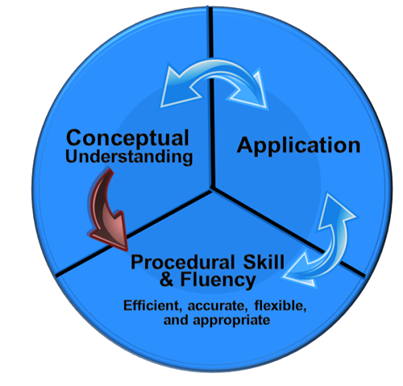 Conceptual
Understanding
Application
Procedural Skill
& Fluency
Efficient, accurate, flexible,
and appropriate